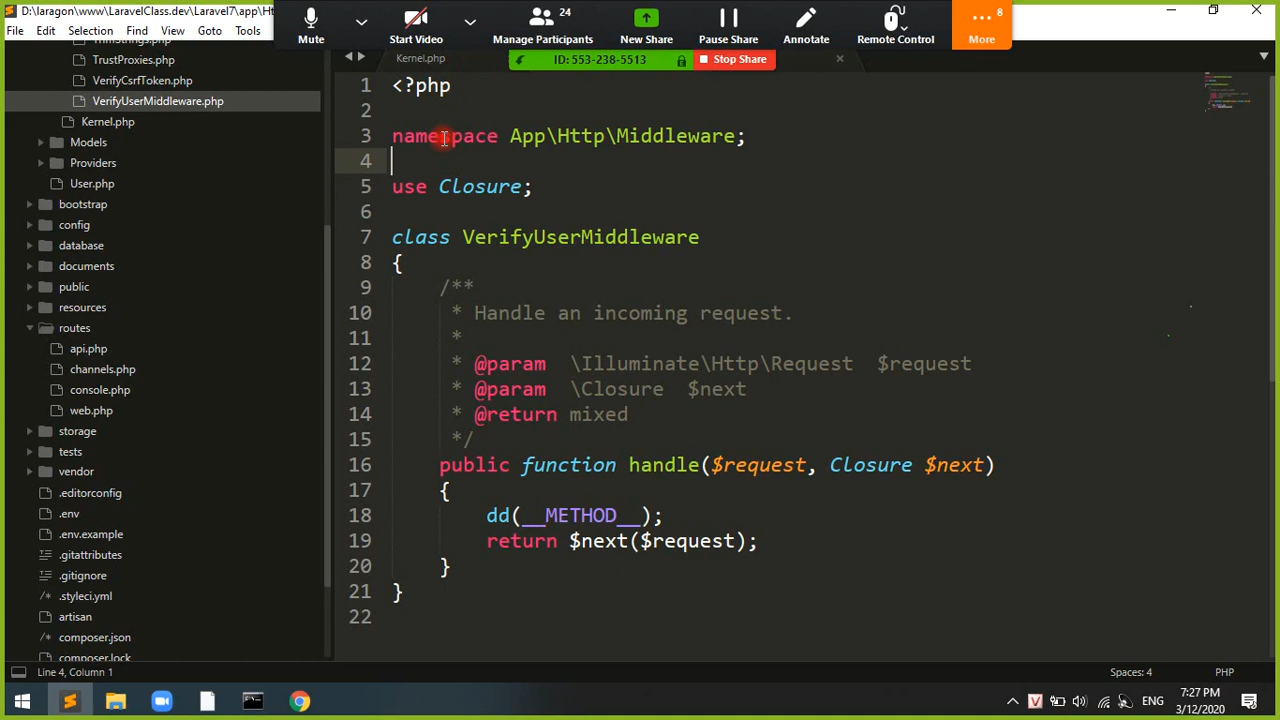 D:\laragon\www\LaravelClass.dev\Laravel7\app\Ht
File Edit Selection Find View Goto Tools
Mute
Start Video
24
Manage Participants
New Share
Pause Share
Annotate
Remote Control
8
More
ID: 553-238-5513
Stop Share
TrimStrings.php
TrustProxies.php
VerifyCsrfToken.php
VerifyUserMiddleware.php
Kernel.php
Models
Providers
User.php
bootstrap
config
database
documents
public
resources
routes
api.php
channels.php
console.php
web.php
storage
tests
vendor
.editorconfig
.env
.env.example
.gitattributes
.gitignore
.styleci.yml
artisan
composer.json
composer.lock
Kernel.php
1 <?php
2
3 namespace App\Http\Middleware;
4
5 use Closure;
6
7 class VerifyUserMiddleware
8 {
9 /**
10 * Handle an incoming request.
11 *
12 * @param \Illuminate\Http\Request $request
13 * @param \Closure $next
14 * @return mixed
15 */
16 public function handle($request, Closure $next)
17 {
18 dd(__METHOD__);
19 return $next($request);
20 }
21 }
22
Line 4, Column 1
Spaces: 4
PHP
V
ENG
7:27 PM
3/12/2020